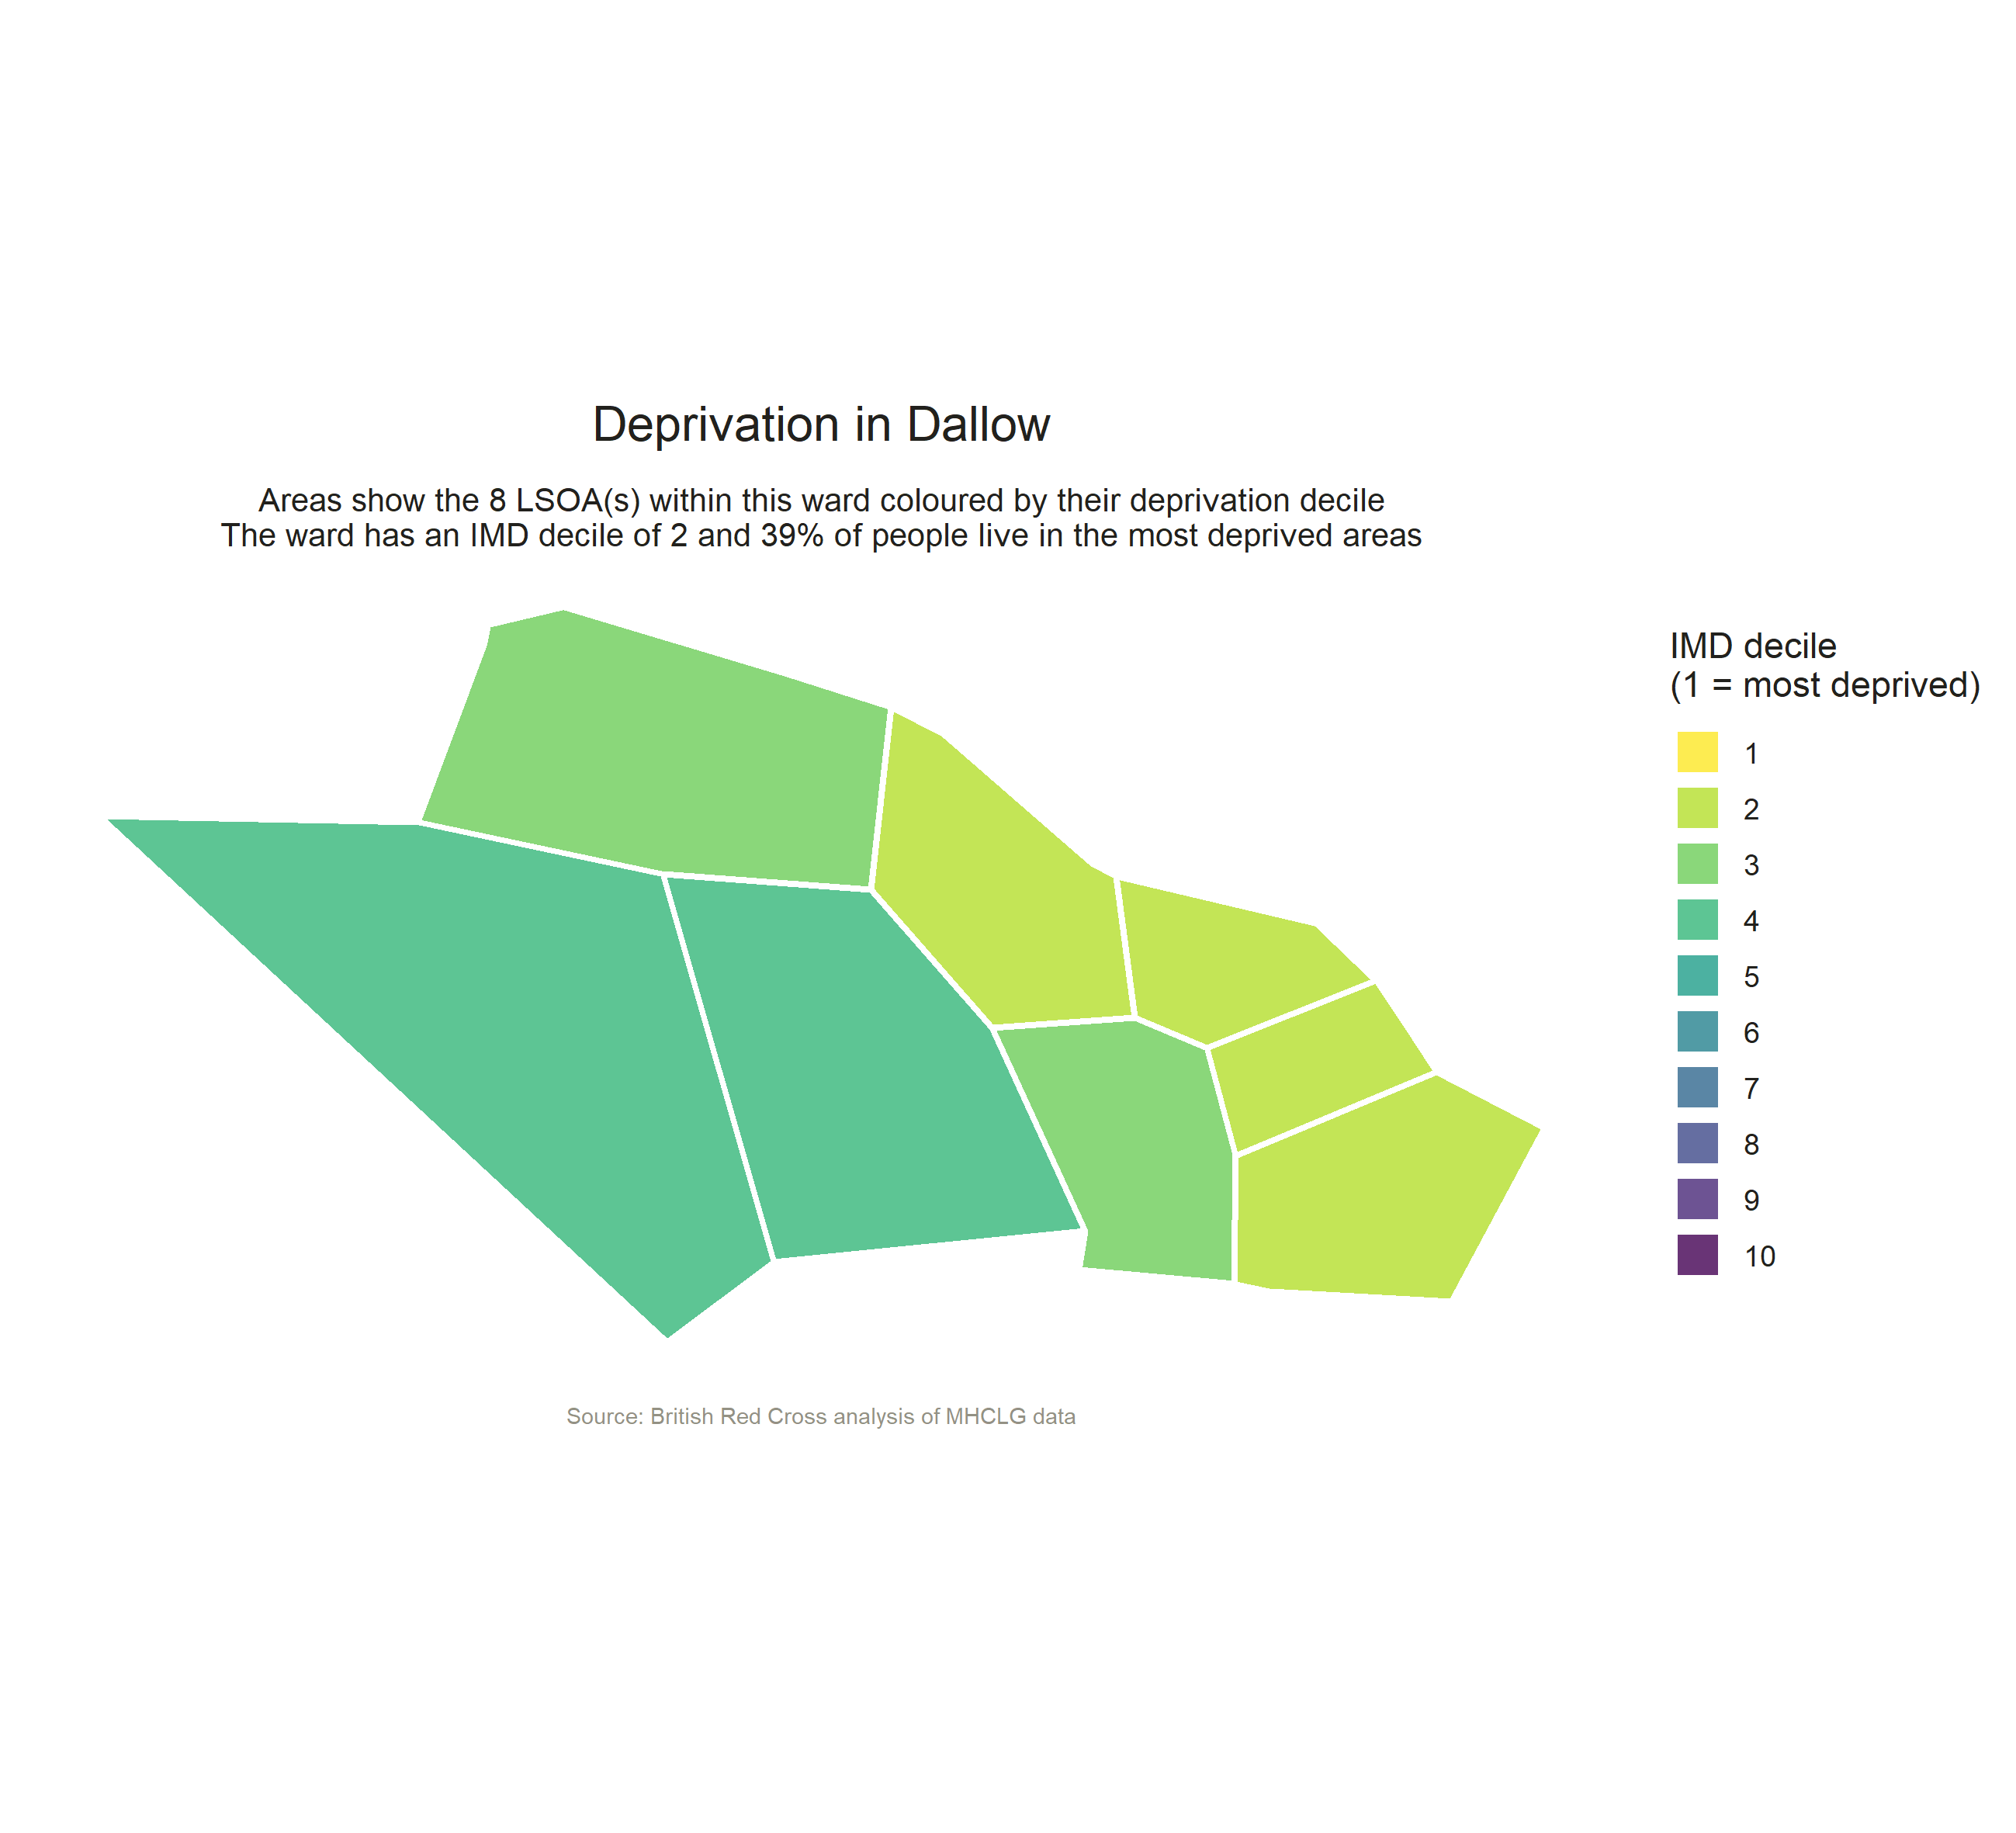 Deprivation in Dallow
Areas show the 8 LSOA(s) within this ward coloured by their deprivation decile
The ward has an IMD decile of 2 and 39% of people live in the most deprived areas
IMD decile
(1 = most deprived)
1
2
3
4
5
6
7
8
9
10
Source: British Red Cross analysis of MHCLG data